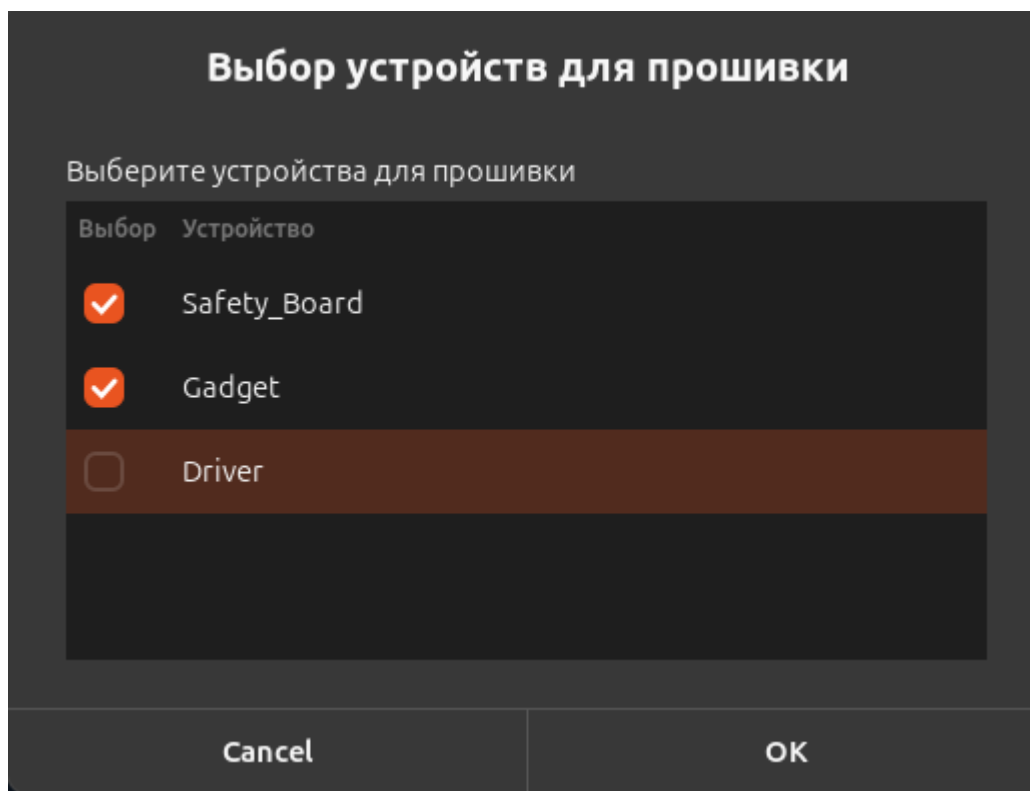 Выбор устройств для прошивки
Выберите устройства для прошивки
Выбор Устройство
Safety_Board
Gadget
Driver
Cancel OK